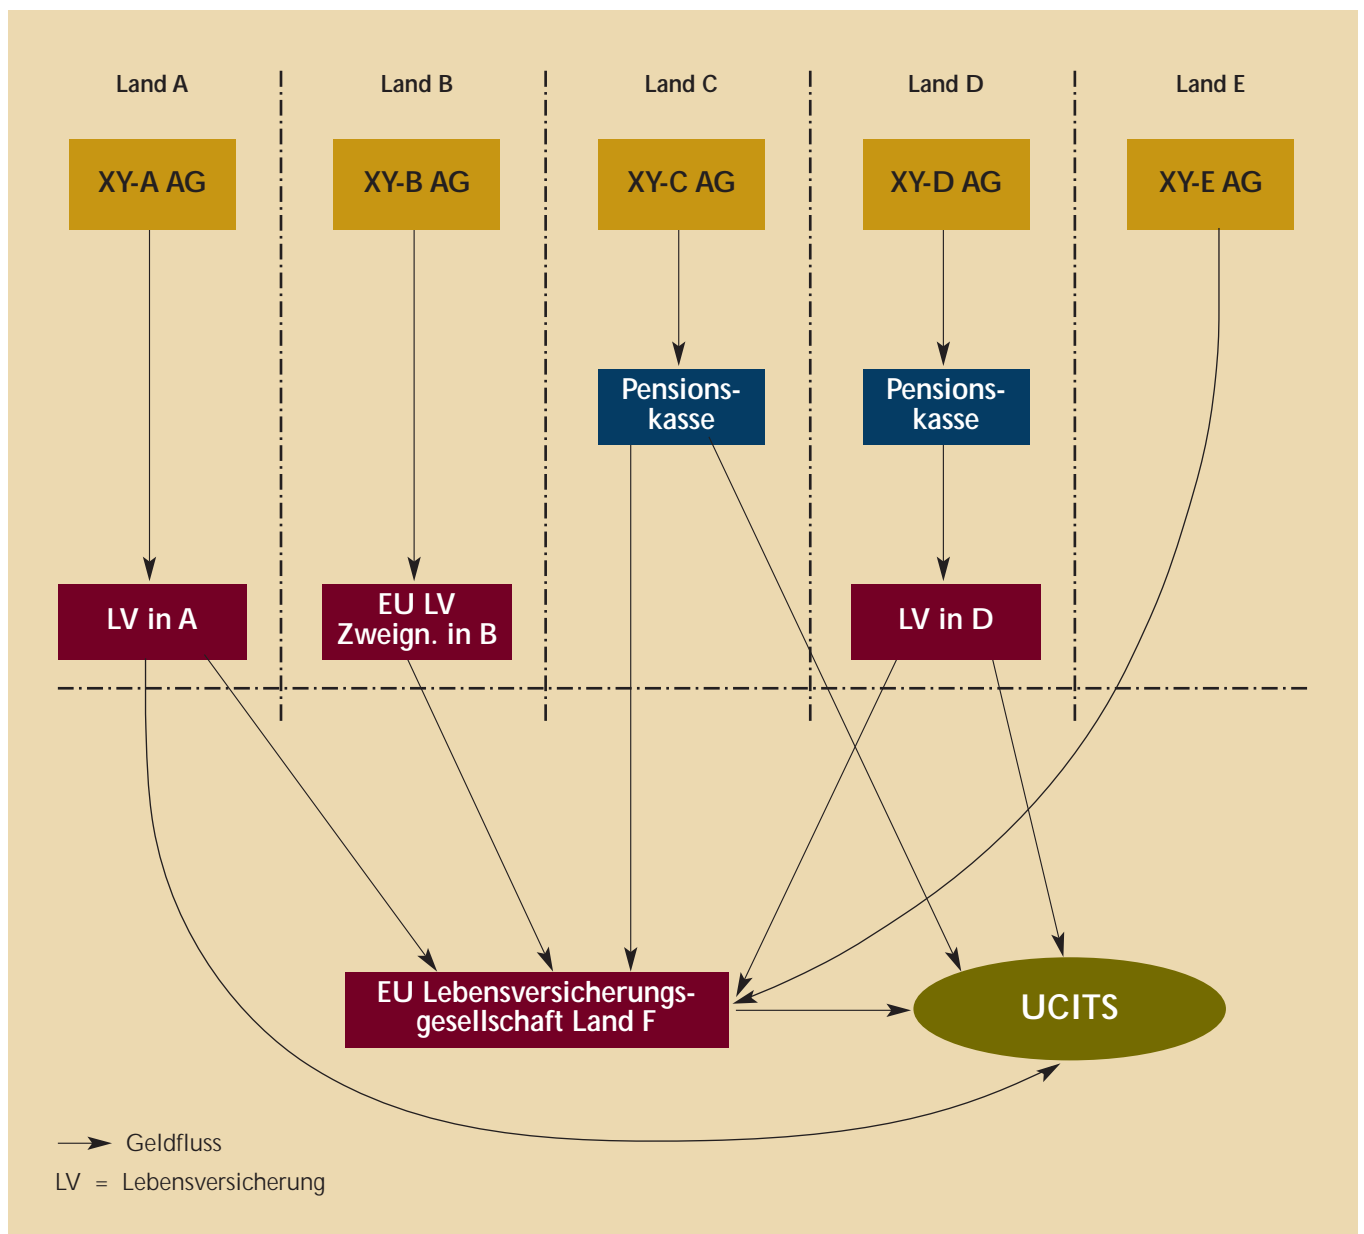 Land A
Land B
Land C
Land D
Land E
XY-A AG
XY-B AG
XY-C AG
XY-D AG
XY-E AG
Pensions-
kasse
Pensions-
kasse
LV in A
EU LV
Zweign. in B
LV in D
EU Lebensversicherungs-
gesellschaft Land F
UCITS
Geldfluss
LV = Lebensversicherung